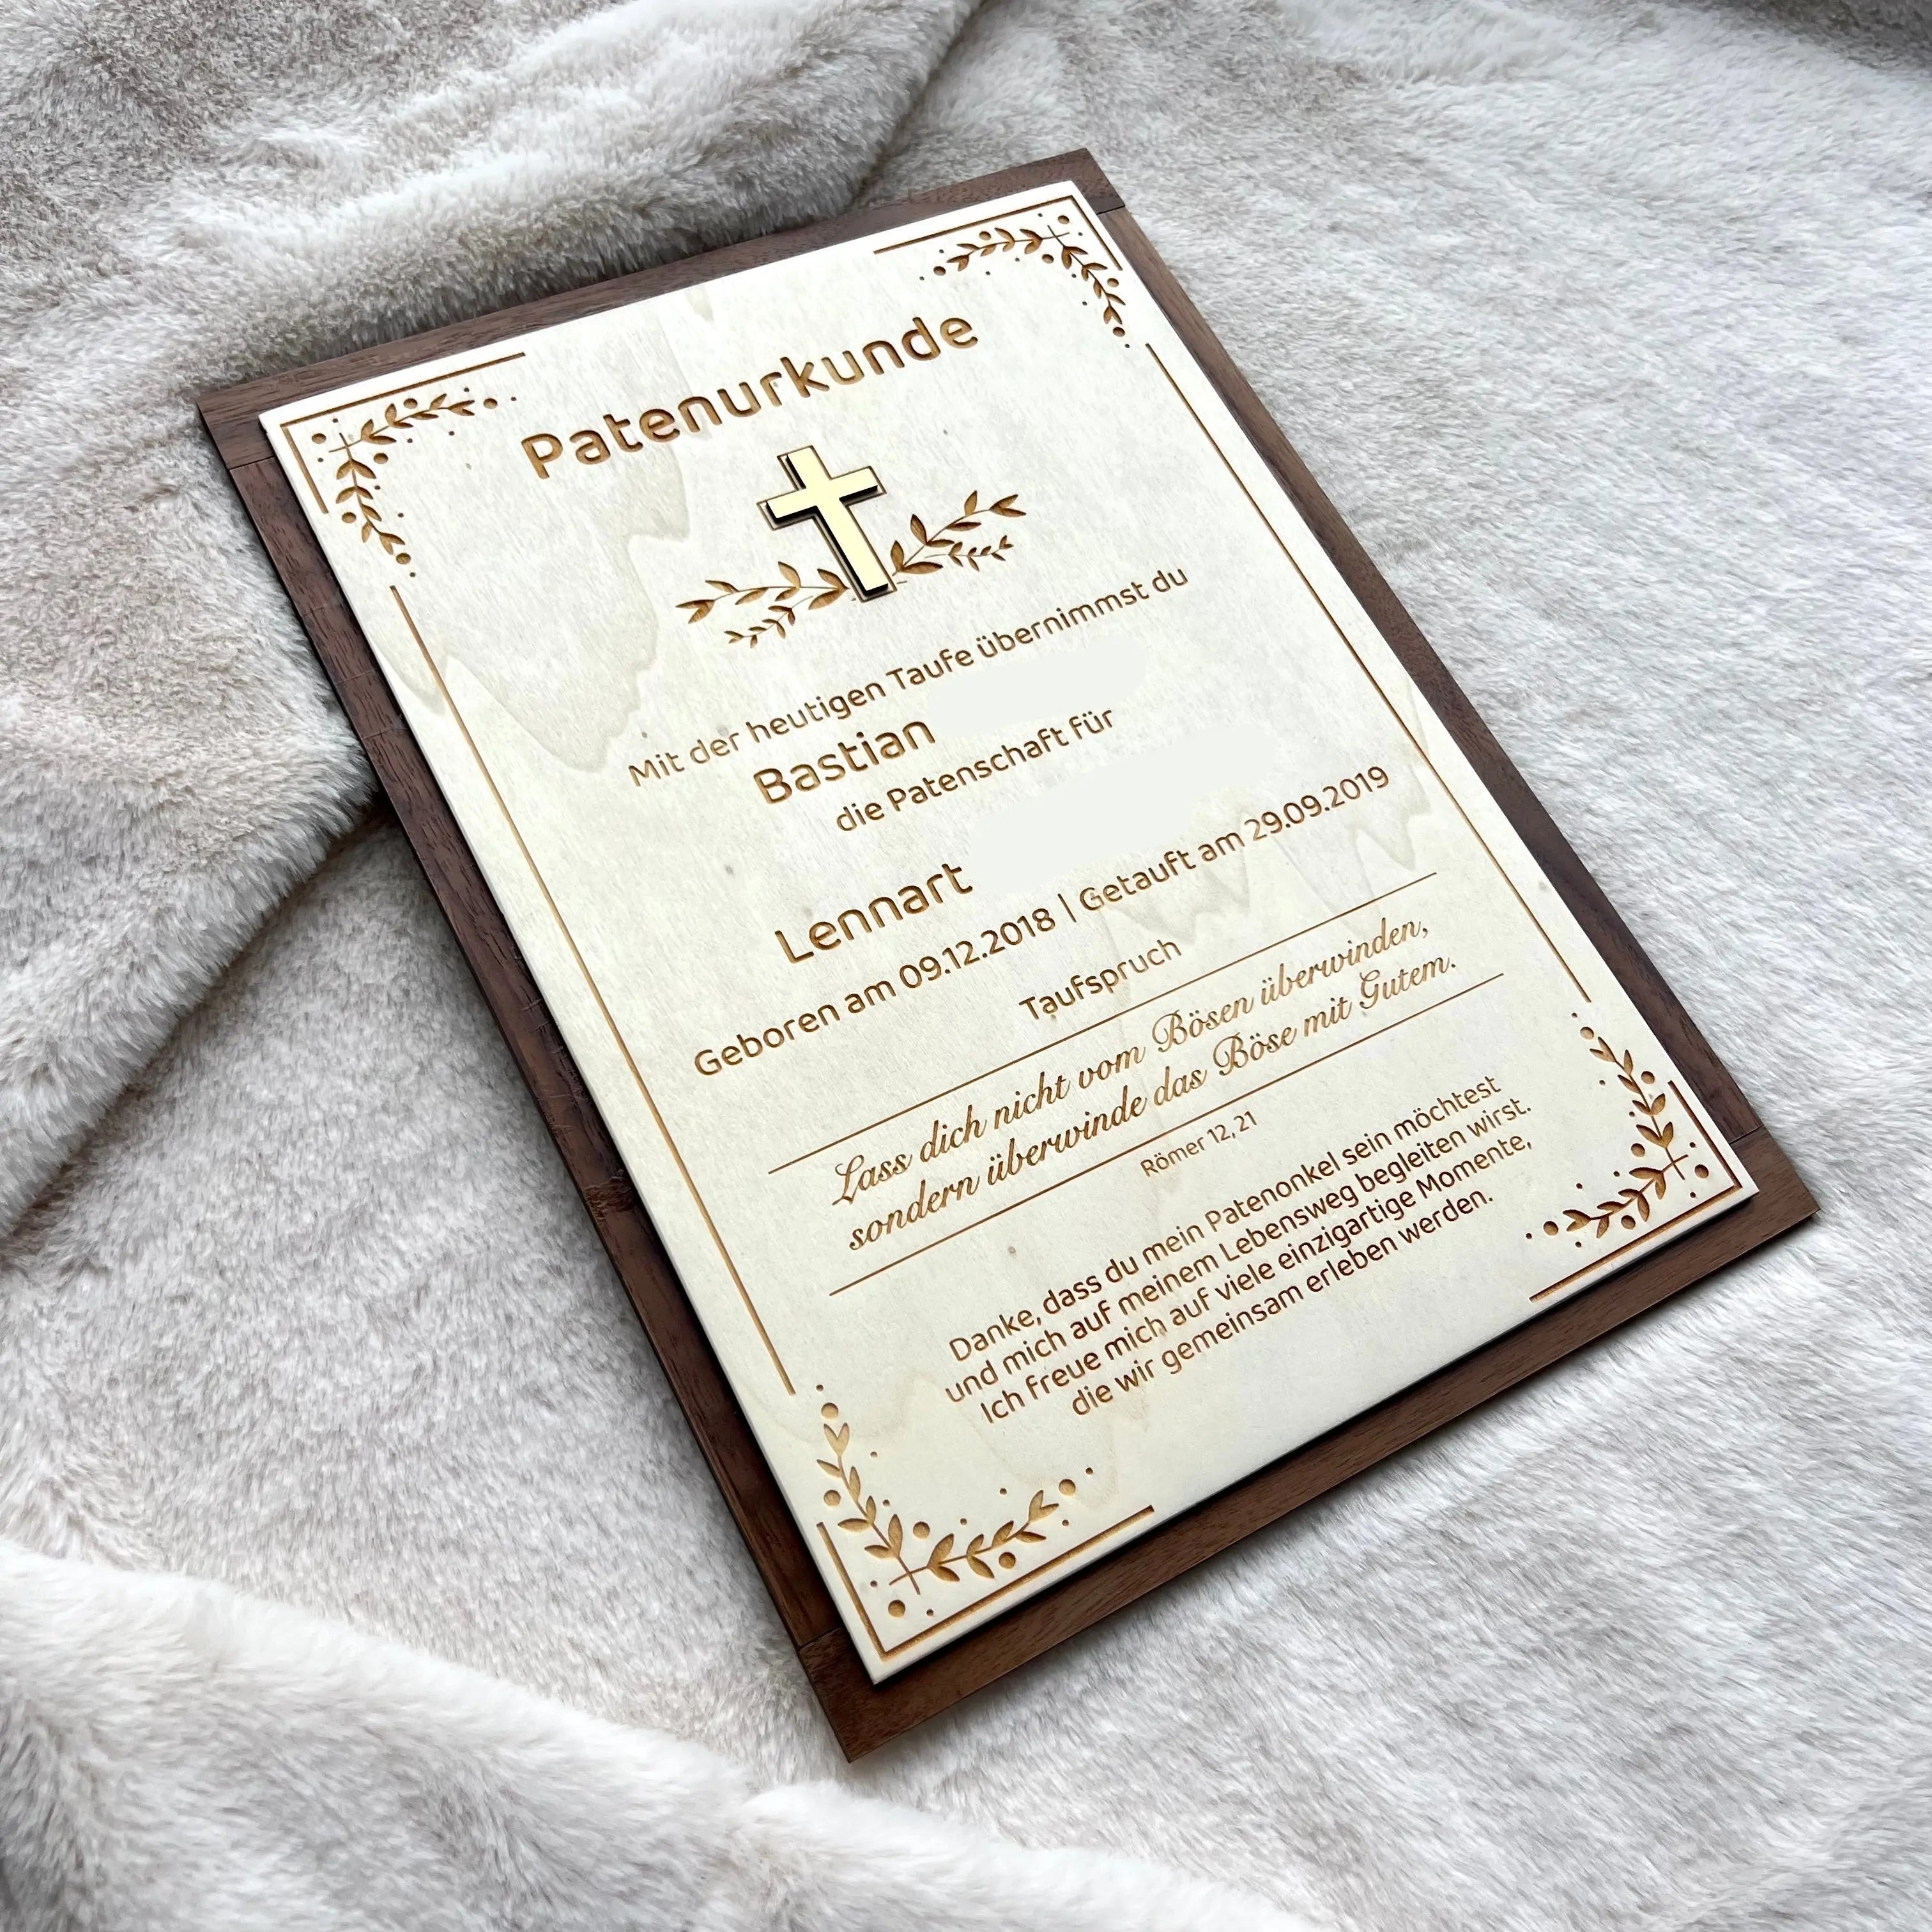 Patenurkunde
Mit der heutigen Taufe übernimmst du
Bastian
die Patenschaft für
Lennart
Geboren am 09.12.2018 | Getauft am 29.09.2019
Taufspruch
Lass dich nicht vom Bösen überwinden,
sondern überwinde das Böse mit Gutem.
Römer 12, 21
Danke, dass du mein Patenonkel sein möchtest
und mich auf meinem Lebensweg begleiten wirst.
Ich freue mich auf viele einzigartige Momente,
die wir gemeinsam erleben werden.